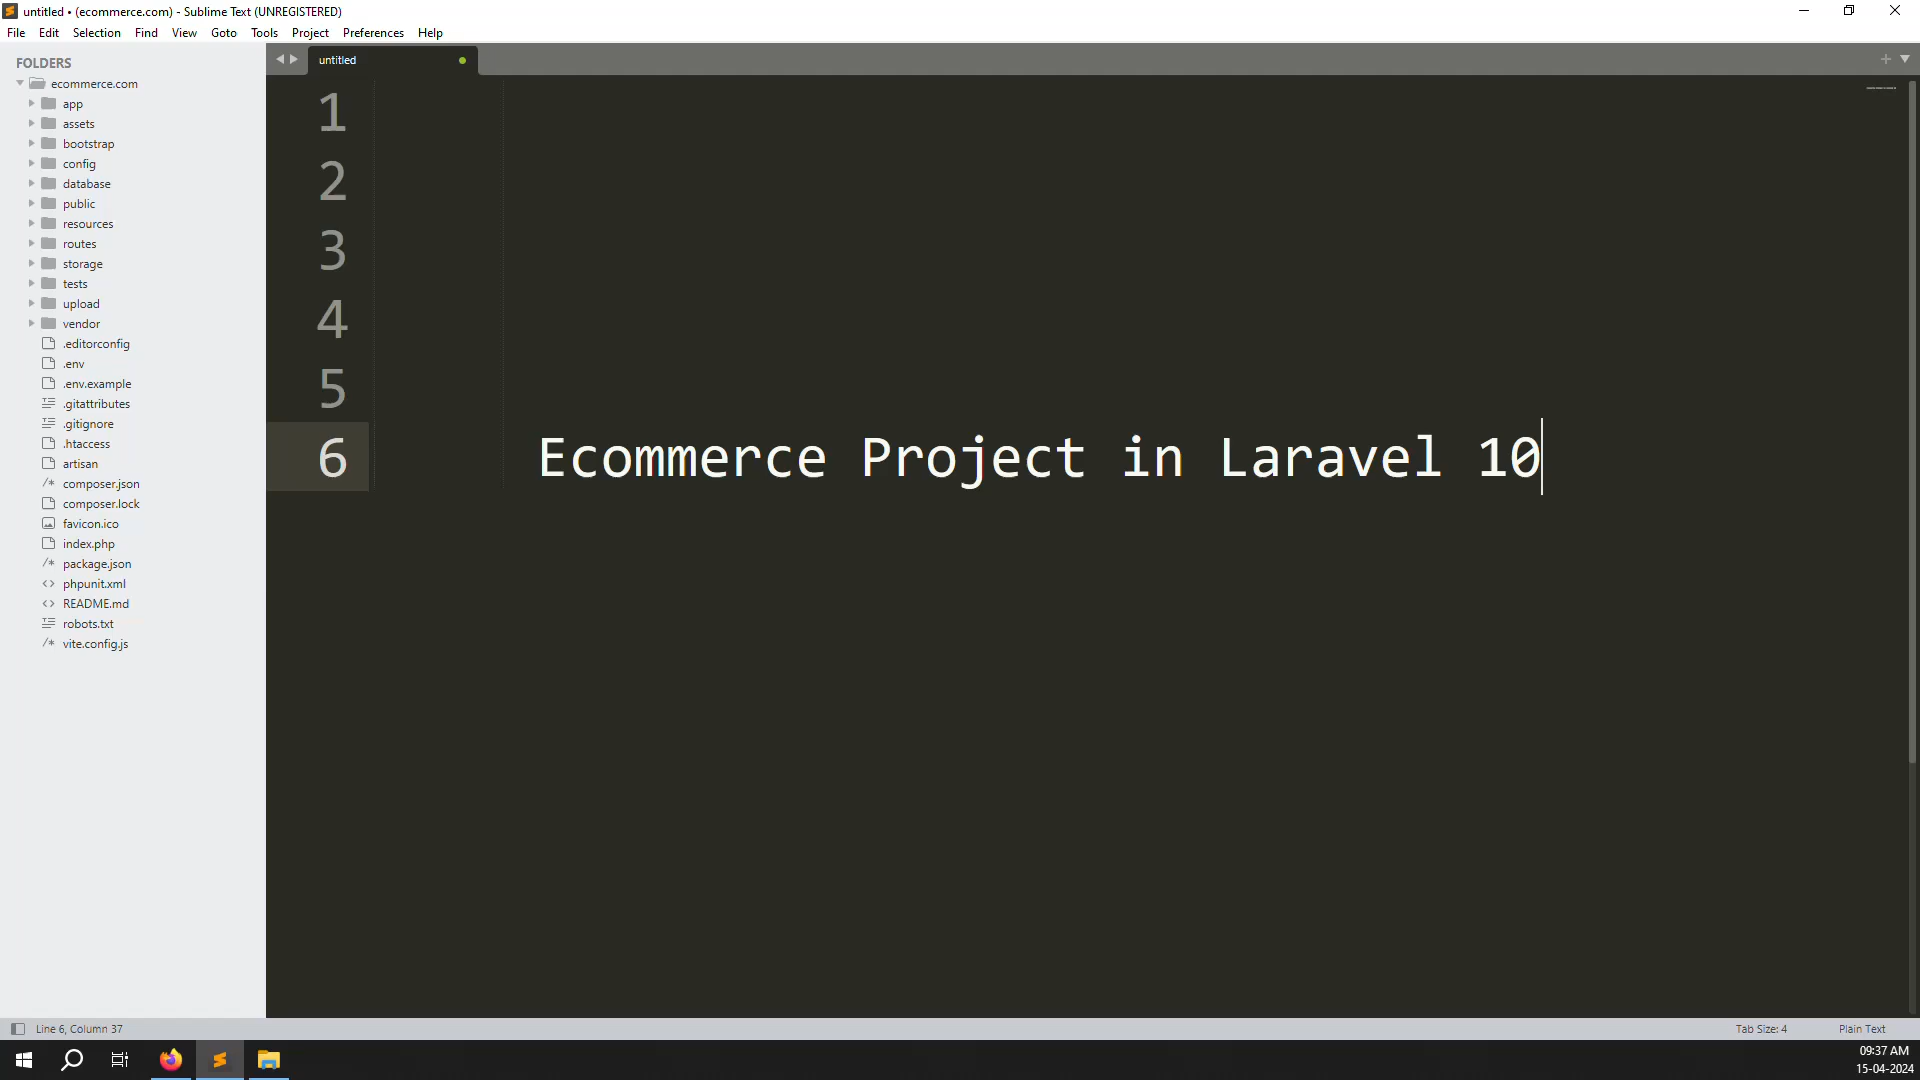 untitled • (ecommerce.com) - Sublime Text (UNREGISTERED)
File Edit Selection Find View Goto Tools Project Preferences Help
FOLDERS
ecommerce.com
app
assets
bootstrap
config
database
public
resources
routes
storage
tests
upload
vendor
.editorconfig
.env
.env.example
.gitattributes
.gitignore
.htaccess
artisan
composer.json
composer.lock
favicon.ico
index.php
package.json
phpunit.xml
README.md
robots.txt
vite.config.js
untitled
1
2
3
4
5
6 Ecommerce Project in Laravel 10
Line 6, Column 37 Tab Size: 4 Plain Text
09:37 AM
15-04-2024